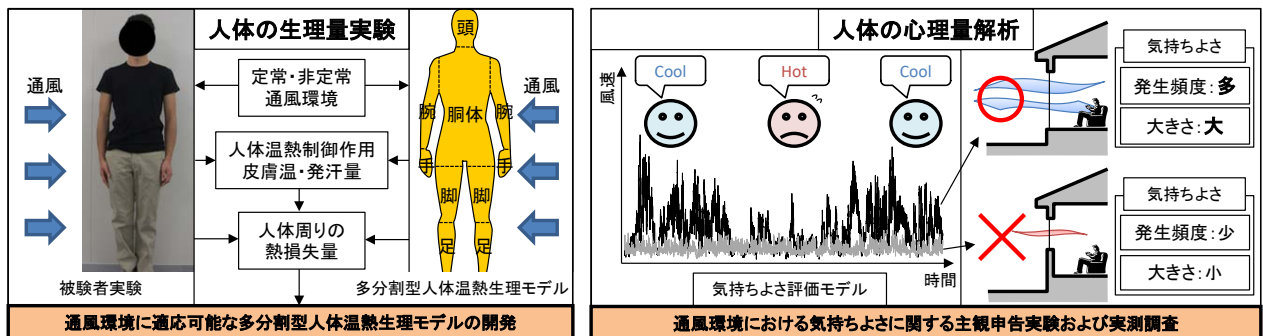 人体の生理量実験
頭
通風
定常・非定常
通風環境
通風
腕
胴体
腕
人体温熱制御作用
皮膚温・発汗量
手
手
脚
脚
人体周りの
熱損失量
足
足
被験者実験
多分割型人体温熱生理モデル
通風環境に適応可能な多分割型人体温熱生理モデルの開発
人体の心理量解析
風速
Cool
Hot
Cool
時間
気持ちよさ評価モデル
気持ちよさ
発生頻度:多
大きさ:大
気持ちよさ
発生頻度:少
大きさ:小
通風環境における気持ちよさに関する主観申告実験および実測調査